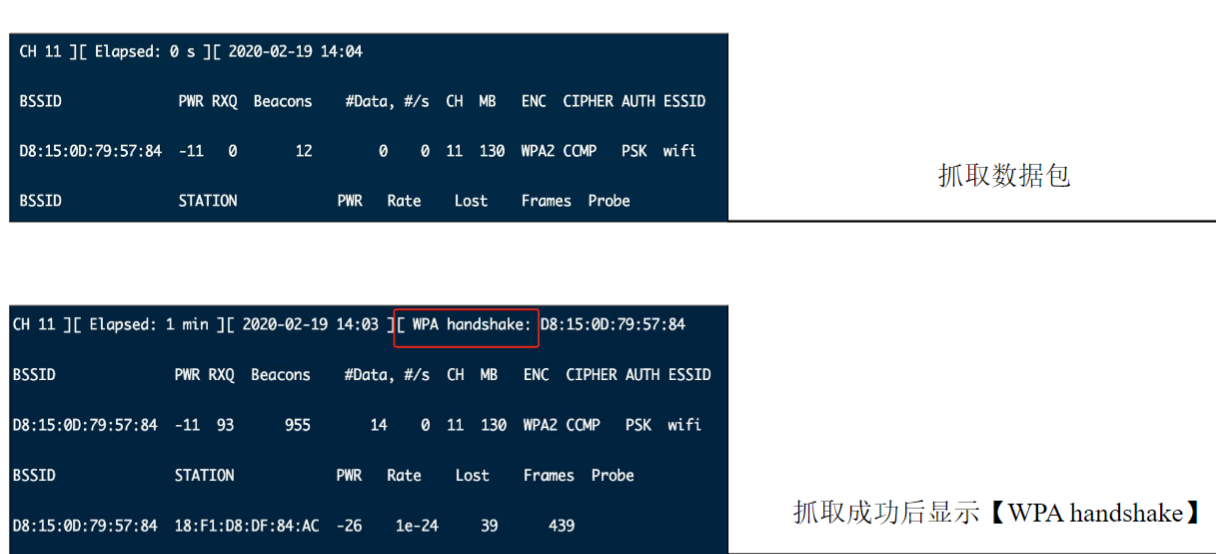 CH 11 ][ Elapsed: 0 s ][ 2020-02-19 14:04
BSSID PWR RXQ Beacons #Data, #/s CH MB ENC CIPHER AUTH ESSID
D8:15:0D:79:57:84 -11 0 12 0 0 11 130 WPA2 CCMP PSK wifi
BSSID STATION PWR Rate Lost Frames Probe
抓取数据包
CH 11 ][ Elapsed: 1 min ][ 2020-02-19 14:03 ][ WPA handshake: D8:15:0D:79:57:84
BSSID PWR RXQ Beacons #Data, #/s CH MB ENC CIPHER AUTH ESSID
D8:15:0D:79:57:84 -11 93 955 14 0 11 130 WPA2 CCMP PSK wifi
BSSID STATION PWR Rate Lost Frames Probe
D8:15:0D:79:57:84 18:F1:D8:DF:84:AC -26 1e-24 39 439
抓取成功后显示【WPA handshake】